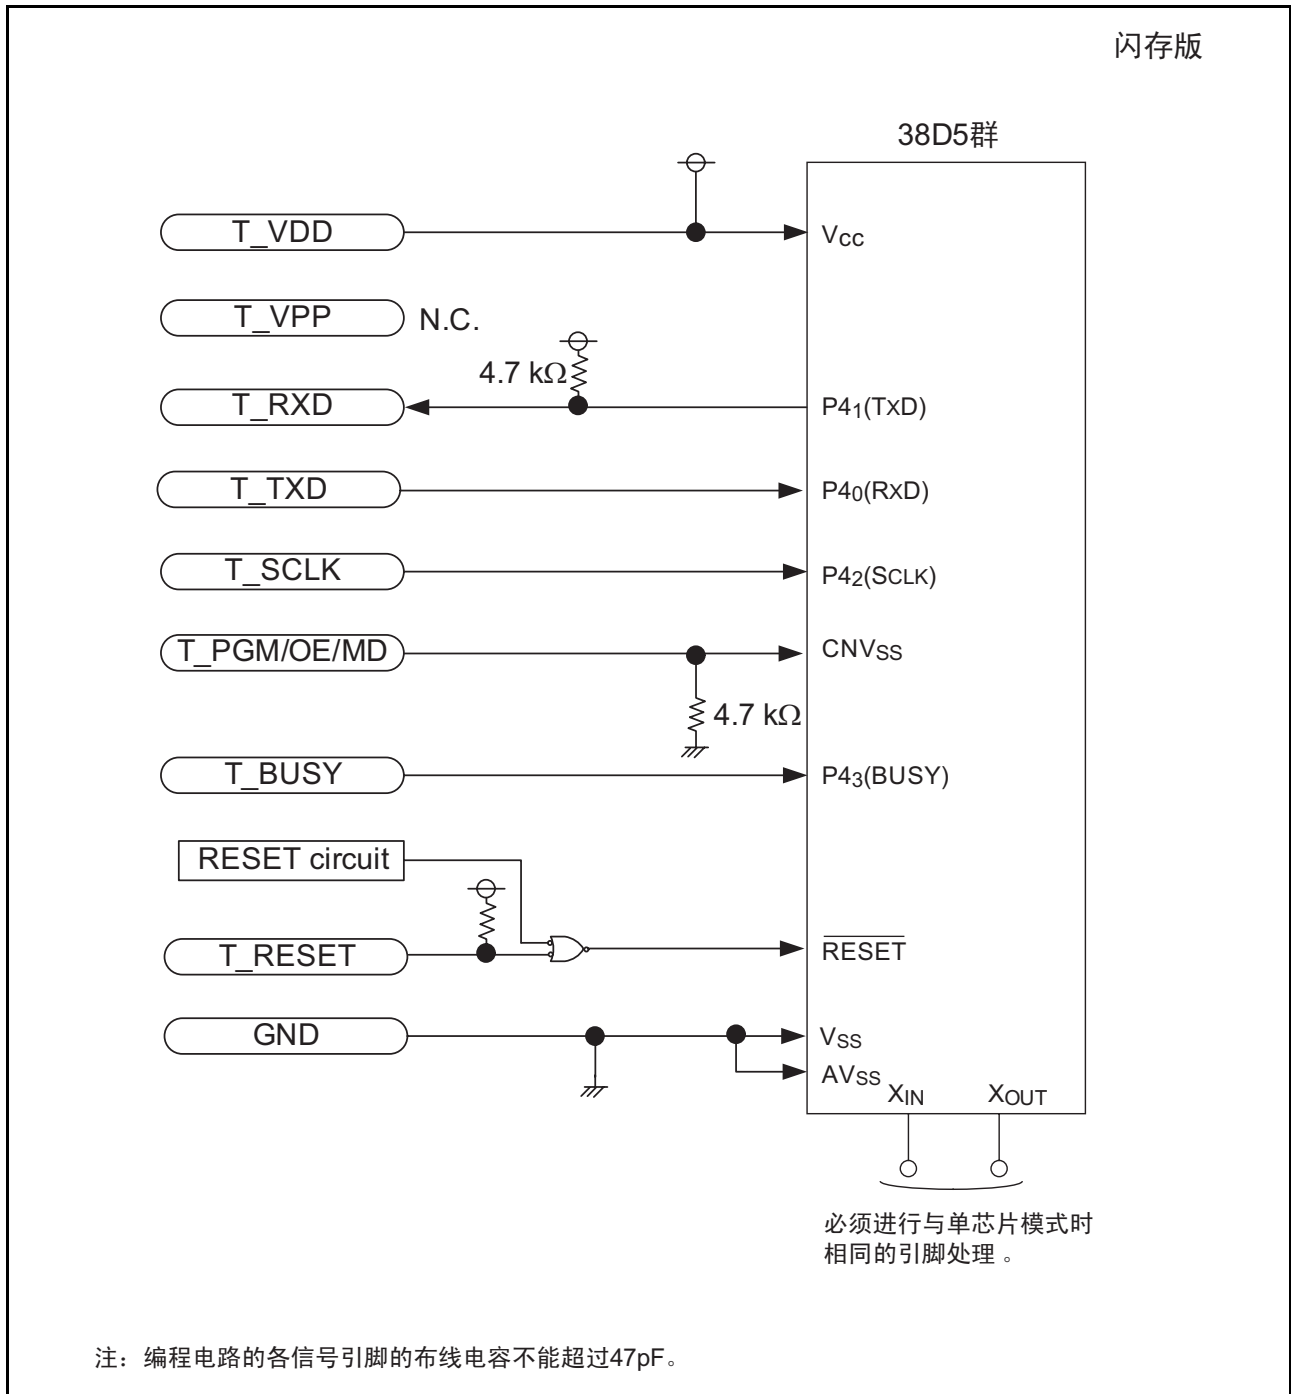 闪存版
38D5群
T_VDD
VCC
T_VPP N.C.
4.7 kΩ
T_RXD
P41(TxD)
T_TXD
P40(RxD)
T_SCLK
P42(SCLK)
T_PGM/OE/MD
CNVSS
4.7 kΩ
T_BUSY
P43(BUSY)
RESET circuit
T_RESET
RESET
GND
VSS
AVSS
XIN XOUT
必须进行与单芯片模式时
相同的引脚处理。
注：编程电路的各信号引脚的布线电容不能超过47pF。